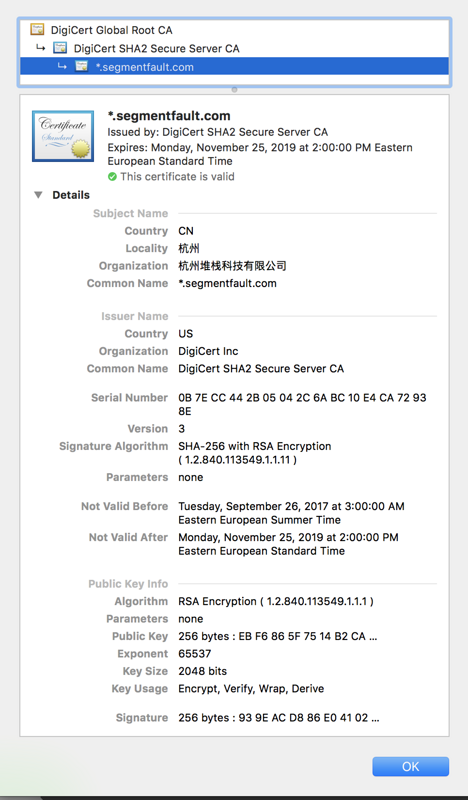 DigiCert Global Root CA
DigiCert SHA2 Secure Server CA
*.segmentfault.com
Certificate
Standard
*.segmentfault.com
Issued by: DigiCert SHA2 Secure Server CA
Expires: Monday, November 25, 2019 at 2:00:00 PM Eastern
European Standard Time
This certificate is valid
Details
Subject Name
Country CN
Locality 杭州
Organization 杭州堆栈科技有限公司
Common Name *.segmentfault.com
Issuer Name
Country US
Organization DigiCert Inc
Common Name DigiCert SHA2 Secure Server CA
Serial Number 0B 7E CC 44 2B 05 04 2C 6A BC 10 E4 CA 72 93
8E
Version 3
Signature Algorithm SHA-256 with RSA Encryption
( 1.2.840.113549.1.1.11 )
Parameters none
Not Valid Before Tuesday, September 26, 2017 at 3:00:00 AM
Eastern European Summer Time
Not Valid After Monday, November 25, 2019 at 2:00:00 PM
Eastern European Standard Time
Public Key Info
Algorithm RSA Encryption ( 1.2.840.113549.1.1.1 )
Parameters none
Public Key 256 bytes : EB F6 86 5F 75 14 B2 CA ...
Exponent 65537
Key Size 2048 bits
Key Usage Encrypt, Verify, Wrap, Derive
Signature 256 bytes : 93 9E AC D8 86 E0 41 02 ...
OK